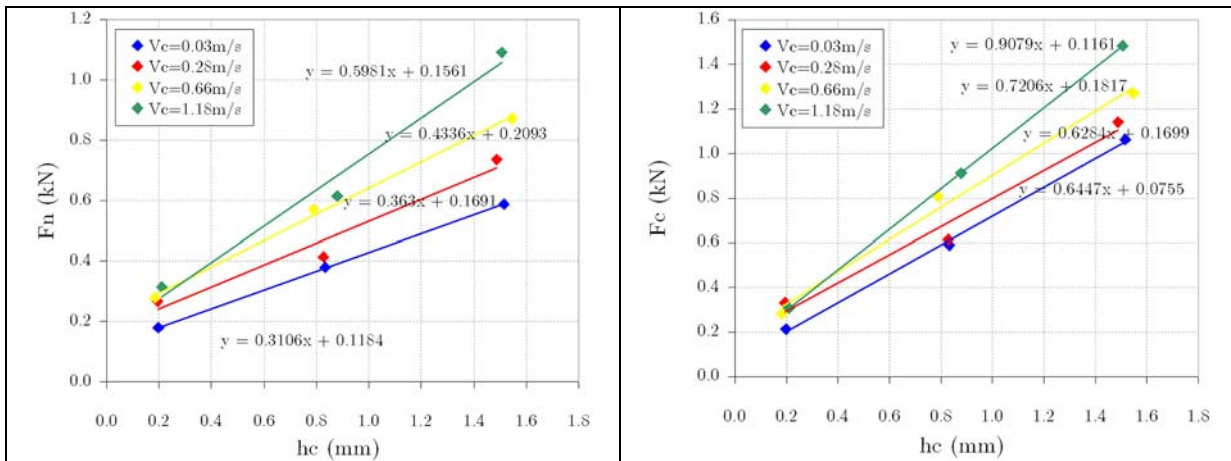 1.2
1.0
0.8
0.6
0.4
0.2
0.0
Fn (kN)
Vc=0.03m/s
Vc=0.28m/s
Vc=0.66m/s
Vc=1.18m/s
y = 0.5981x + 0.1561
y = 0.4336x + 0.2093
y = 0.363x + 0.1691
y = 0.3106x + 0.1184
0.0 0.2 0.4 0.6 0.8 1.0 1.2 1.4 1.6 1.8
hc (mm)
1.6
1.4
1.2
1.0
0.8
0.6
0.4
0.2
0.0
Fc (kN)
Vc=0.03m/s
Vc=0.28m/s
Vc=0.66m/s
Vc=1.18m/s
y = 0.9079x + 0.1161
y = 0.7206x + 0.1817
y = 0.6284x + 0.1699
y = 0.6447x + 0.0755
0.0 0.2 0.4 0.6 0.8 1.0 1.2 1.4 1.6 1.8
hc (mm)